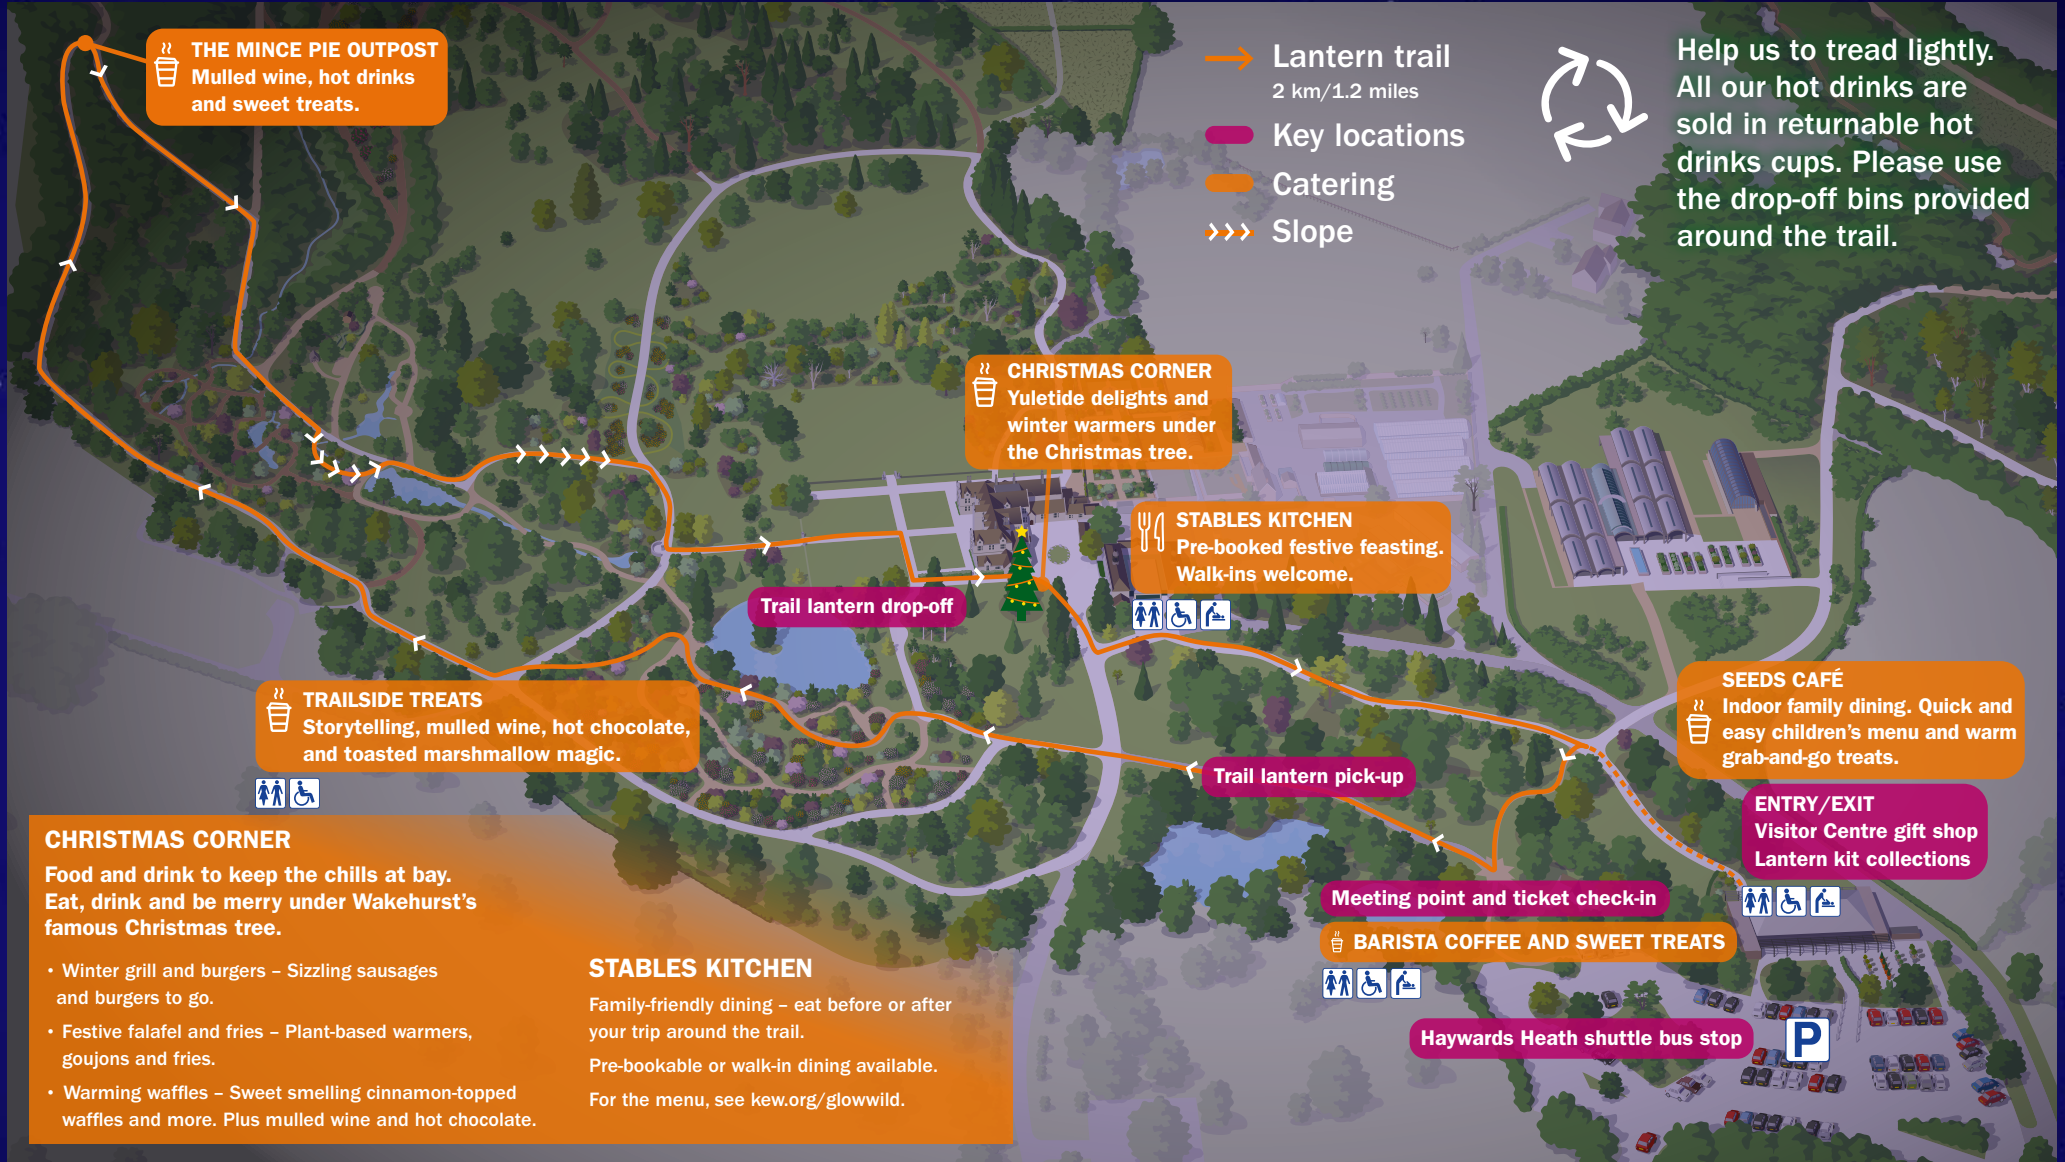 THE MINCE PIE OUTPOST
Mulled wine, hot drinks
and sweet treats.
Lantern trail
2 km/1.2 miles
Key locations
Catering
Slope
Help us to tread lightly.
All our hot drinks are
sold in returnable hot
drinks cups. Please use
the drop-off bins provided
around the trail.
CHRISTMAS CORNER
Yuletide delights and
winter warmers under
the Christmas tree.
STABLES KITCHEN
Pre-booked festive feasting.
Walk-ins welcome.
Trail lantern drop-off
TRAILSIDE TREATS
Storytelling, mulled wine, hot chocolate,
and toasted marshmallow magic.
SEEDS CAFÉ
Indoor family dining. Quick and
easy children's menu and warm
grab-and-go treats.
Trail lantern pick-up
ENTRY/EXIT
Visitor Centre gift shop
Lantern kit collections
Meeting point and ticket check-in
BARISTA COFFEE AND SWEET TREATS
Haywards Heath shuttle bus stop
P
CHRISTMAS CORNER
Food and drink to keep the chills at bay.
Eat, drink and be merry under Wakehurst's
famous Christmas tree.
• Winter grill and burgers – Sizzling sausages
and burgers to go.
• Festive falafel and fries – Plant-based warmers,
goujons and fries.
• Warming waffles – Sweet smelling cinnamon-topped
waffles and more. Plus mulled wine and hot chocolate.
STABLES KITCHEN
Family-friendly dining – eat before or after
your trip around the trail.
Pre-bookable or walk-in dining available.
For the menu, see kew.org/glowwild.